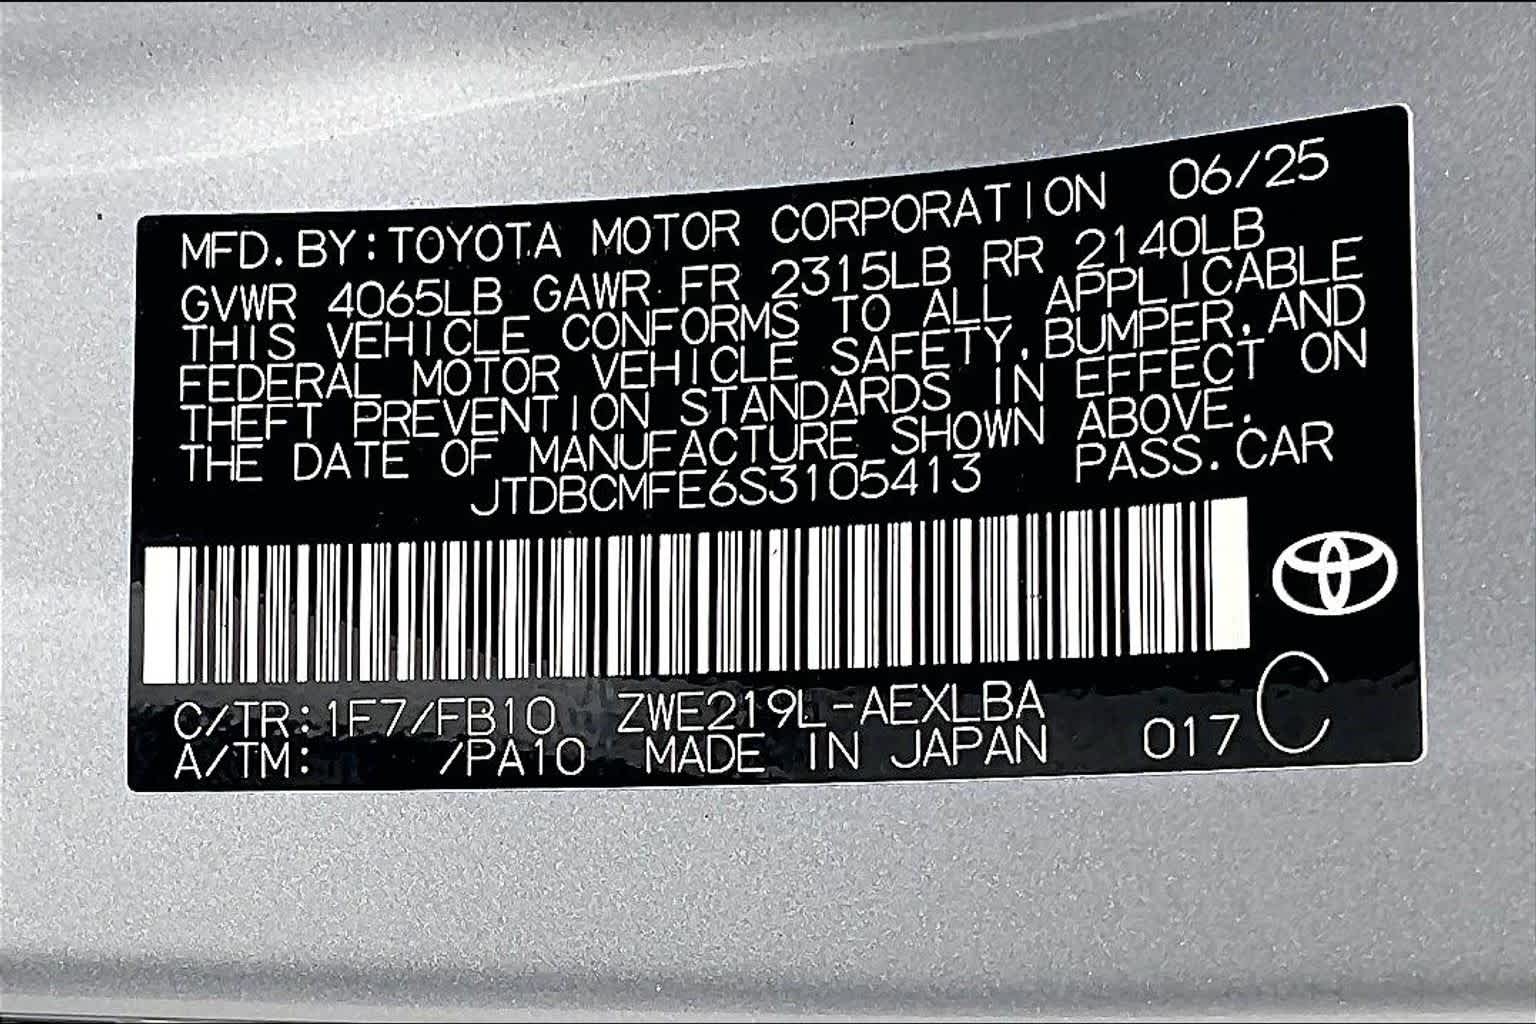 MFD. BY: TOYOTA MOTOR CORPORATION 06/25
GVWR 4065LB GAWR FR 2315LB RR 2140LB
THIS VEHICLE CONFORMS TO ALL APPLICABLE
FEDERAL MOTOR VEHICLE SAFETY, BUMPER, AND
THEFT PREVENTION STANDARDS IN EFFECT ON
THE DATE OF MANUFACTURE SHOWN ABOVE.
JTDBCMFE6S3105413 PASS. CAR
C/TR: 1F7/FB10 ZWE219L-AEXLBA
A/TM: /PA10 MADE IN JAPAN 017 C